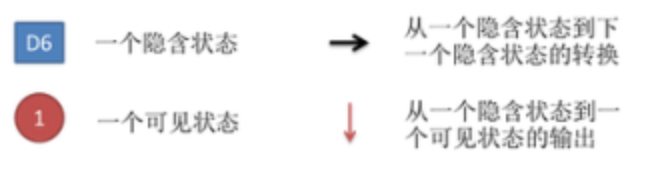 D6
一个隐含状态
从一个隐含状态到下
一个隐含状态的转换
1
一个可见状态
从一个隐含状态到一
个可见状态的输出